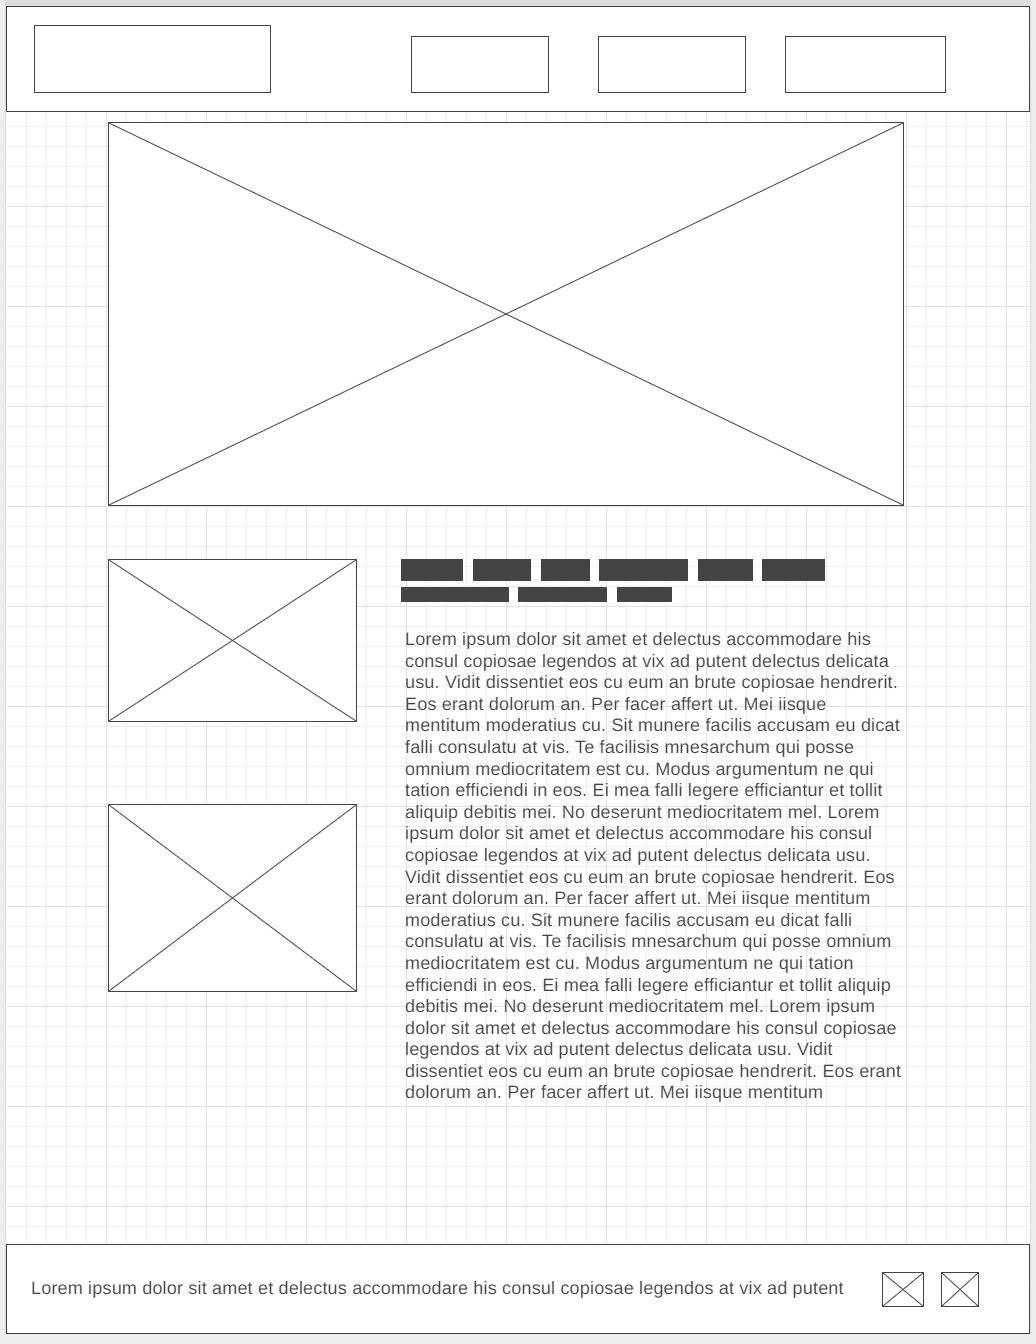 Lorem ipsum dolor sit amet et delectus accommodare his
consul copiosae legendos at vix ad putent delectus delicata
usu. Vidit dissentiet eos cu eum an brute copiosae hendrerit.
Eos erant dolorum an. Per facer affert ut. Mei iisque
mentitum moderatius cu. Sit munere facilis accusam eu dicat
falli consulatu at vis. Te facilisis mnesarchum qui posse
omnium mediocritatem est cu. Modus argumentum ne qui
tation efficiendi in eos. Ei mea falli legere efficiantur et tollit
aliquip debitis mei. No deserunt mediocritatem mel. Lorem
ipsum dolor sit amet et delectus accommodare his consul
copiosae legendos at vix ad putent delectus delicata usu.
Vidit dissentiet eos cu eum an brute copiosae hendrerit. Eos
erant dolorum an. Per facer affert ut. Mei iisque mentitum
moderatius cu. Sit munere facilis accusam eu dicat falli
consulatu at vis. Te facilisis mnesarchum qui posse omnium
mediocritatem est cu. Modus argumentum ne qui tation
efficiendi in eos. Ei mea falli legere efficiantur et tollit aliquip
debitis mei. No deserunt mediocritatem mel. Lorem ipsum
dolor sit amet et delectus accommodare his consul copiosae
legendos at vix ad putent delectus delicata usu. Vidit
dissentiet eos cu eum an brute copiosae hendrerit. Eos erant
dolorum an. Per facer affert ut. Mei iisque mentitum
Lorem ipsum dolor sit amet et delectus accommodare his consul copiosae legendos at vix ad putent